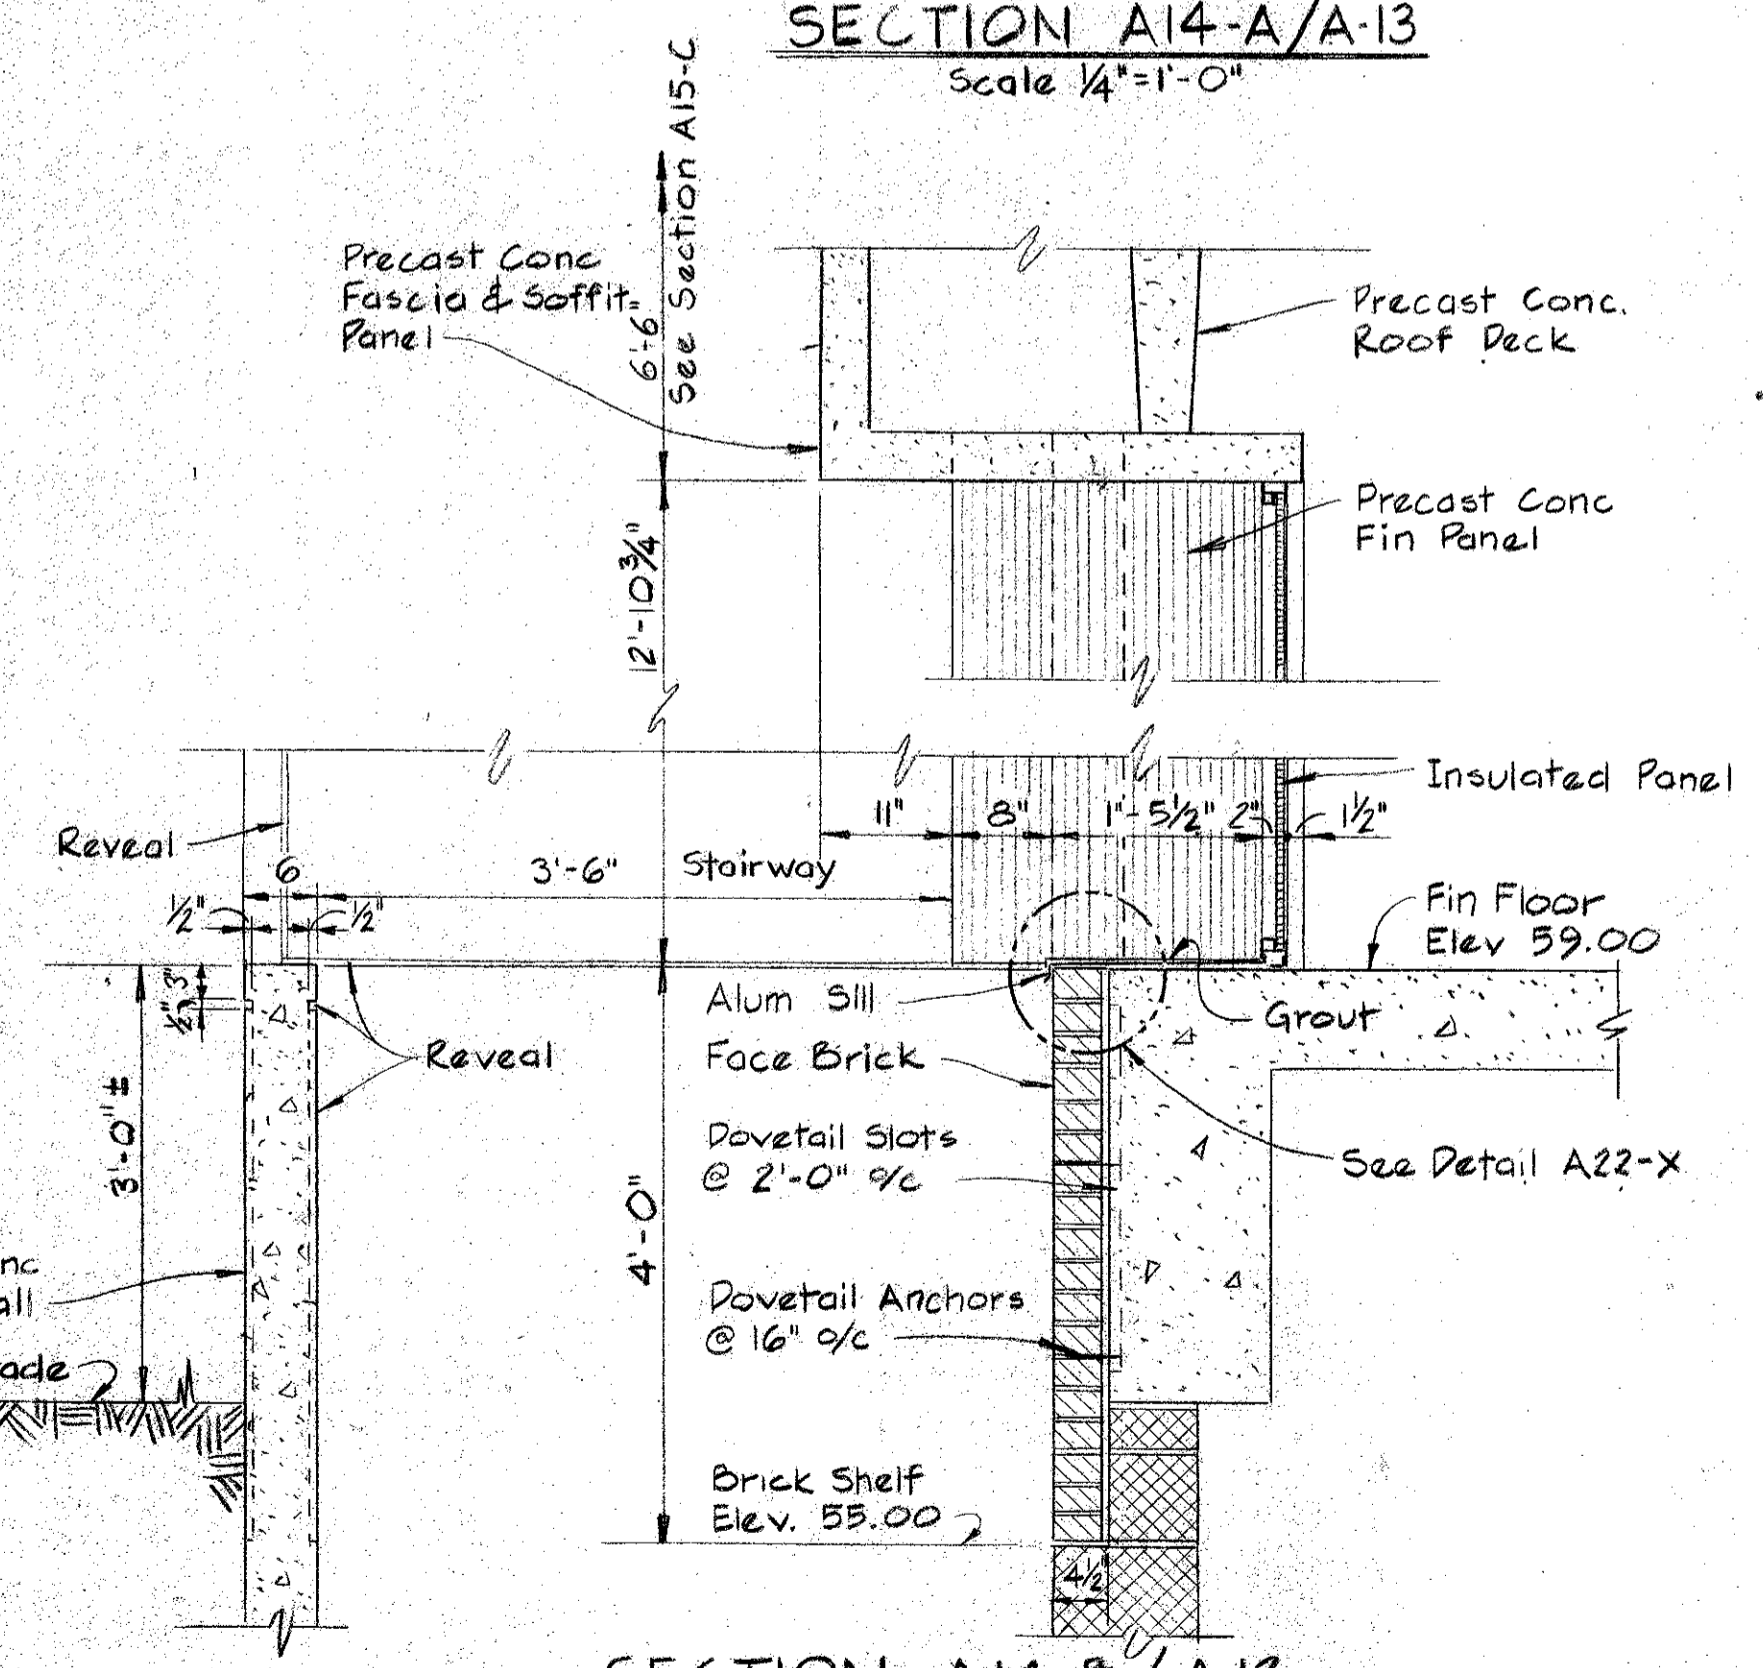 SECTION A14-A/A-13
Scale 1/4"=1'-0"
See Section A15-C
6'-6
Precast Conc
Fascia & Soffit
Panel
Precast Conc.
Roof Deck
Precast Conc
Fin Panel
12'-10 3/4"
Insulated Panel
11"
8"
1'-5 1/2"
2"
1 1/2"
Reveal
6
3'-6"
Stairway
1/2"
1/2"
Fin Floor
Elev 59.00
3"
1/2"
Alum Sill
Grout
Reveal
Face Brick
3'-0" ±
Dovetail Slots
@ 2'-0" o/c
See Detail A22-X
4'-0"
Dovetail Anchors
@ 16" o/c
Brick Shelf
Elev. 55.00
4 1/2"
SECTION